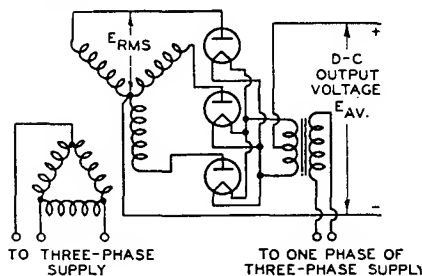 E RMS
+
D-C
OUTPUT
VOLTAGE
E AV.
−
TO THREE-PHASE
SUPPLY
TO ONE PHASE OF
THREE-PHASE SUPPLY